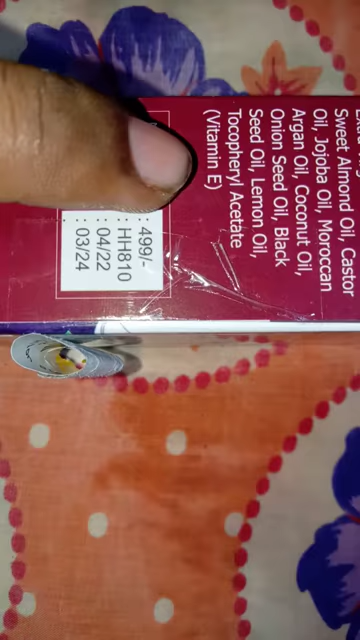 Sweet Almond Oil, Castor
Oil, Jojoba Oil, Moroccan
Argan Oil, Coconut Oil,
Onion Seed Oil, Black
Seed Oil, Lemon Oil,
Tocopheryl Acetate
(Vitamin E)
: 499/-
: HH810
: 04/22
: 03/24